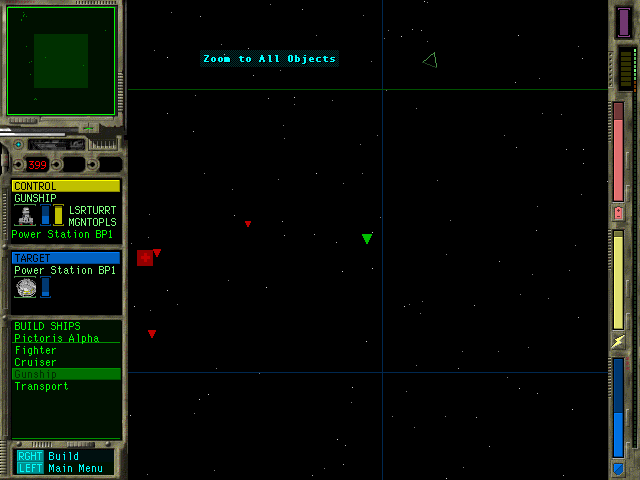 Zoom to All Objects
399
CONTROL
GUNSHIP
LSRTURRT
MGNTOPLS
Power Station BP1
TARGET
Power Station BP1
BUILD SHIPS
Pictoris Alpha
Fighter
Cruiser
Gunship
Transport
RGHT Build
LEFT Main Menu